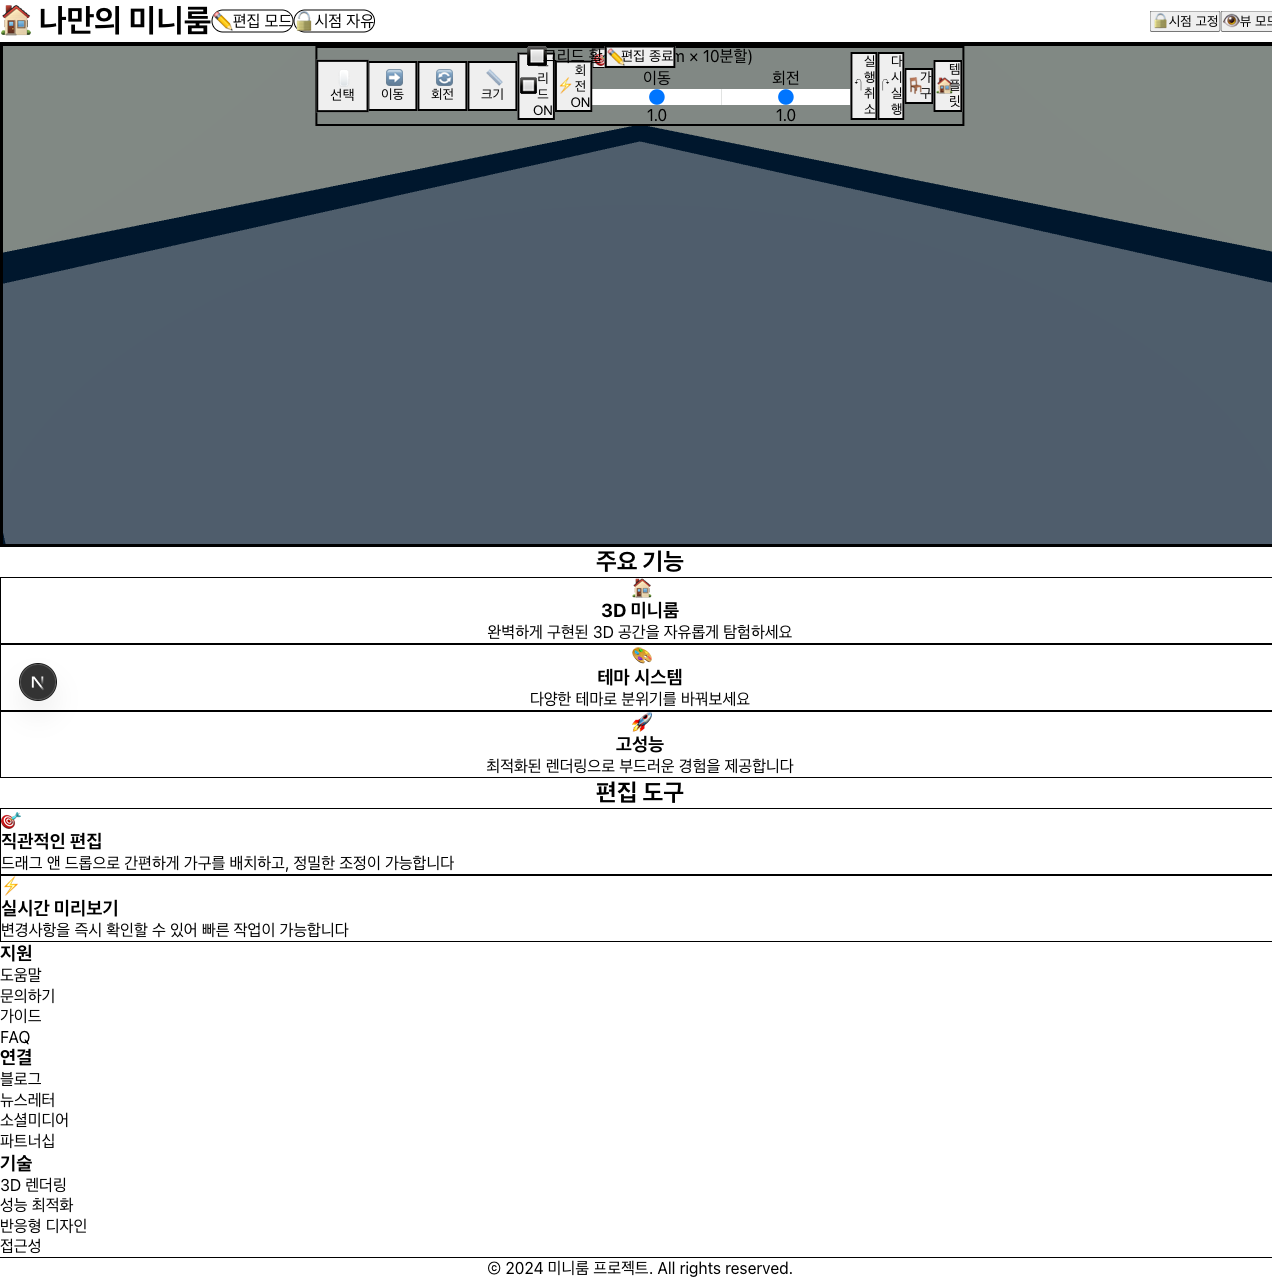 나만의 미니룸
편집 모드
시점 자유
시점 고정
뷰 모드
선택
이동
회전
크기
그리드 ON
회전 ON
편집 종료
× 10분할)
이동
1.0
회전
1.0
실행취소
다시실행
가구
템플릿
주요 기능
3D 미니룸
완벽하게 구현된 3D 공간을 자유롭게 탐험하세요
테마 시스템
다양한 테마로 분위기를 바꿔보세요
N
고성능
최적화된 렌더링으로 부드러운 경험을 제공합니다
편집 도구
직관적인 편집
드래그 앤 드롭으로 간편하게 가구를 배치하고, 정밀한 조정이 가능합니다
실시간 미리보기
변경사항을 즉시 확인할 수 있어 빠른 작업이 가능합니다
지원
도움말
문의하기
가이드
FAQ
연결
블로그
뉴스레터
소셜미디어
파트너십
기술
3D 렌더링
성능 최적화
반응형 디자인
접근성
© 2024 미니룸 프로젝트. All rights reserved.